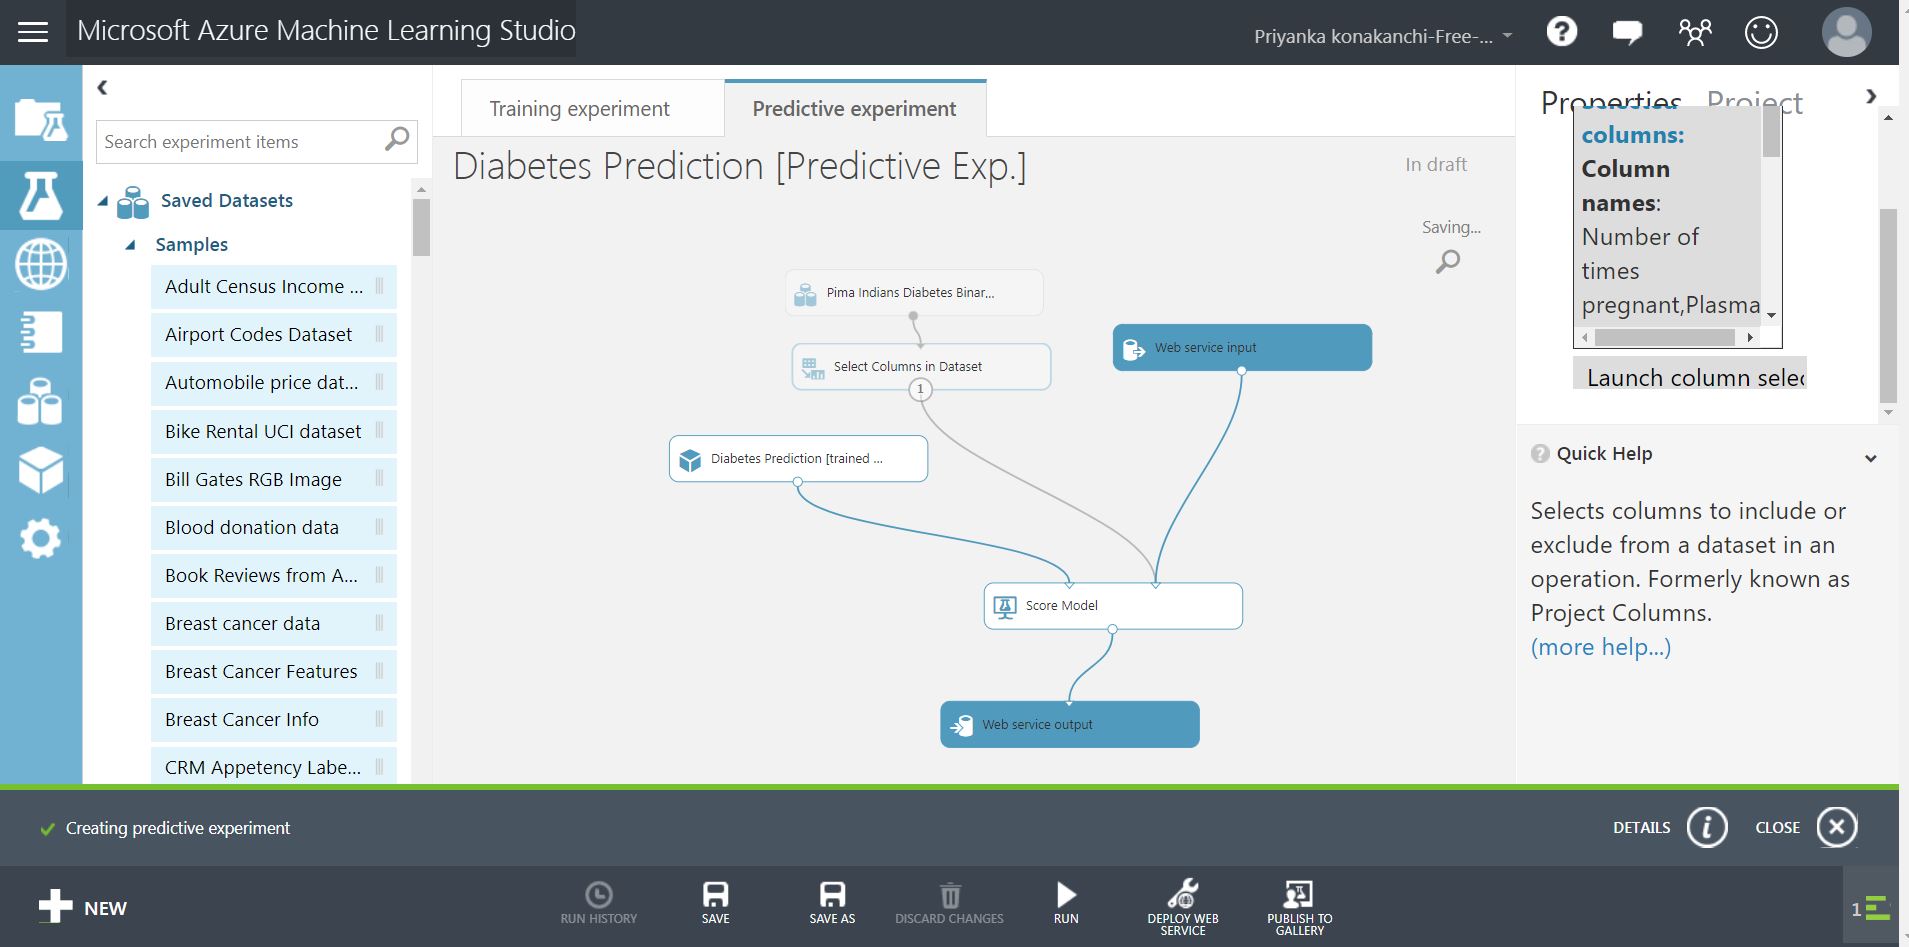 Microsoft Azure Machine Learning Studio
Priyanka konakanchi-Free-...
Search experiment items
Saved Datasets
Samples
Adult Census Income ...
Airport Codes Dataset
Automobile price dat...
Bike Rental UCI dataset
Bill Gates RGB Image
Blood donation data
Book Reviews from A...
Breast cancer data
Breast Cancer Features
Breast Cancer Info
CRM Appetency Labe...
Training experiment
Predictive experiment
Diabetes Prediction [Predictive Exp.]
In draft
Saving...
Pima Indians Diabetes Binar...
Select Columns in Dataset
1
Web service input
Diabetes Prediction [trained ...
Score Model
Web service output
Properties Project
columns:
Column
names:
Number of
times
pregnant,Plasma
Launch column selec
Quick Help
Selects columns to include or
exclude from a dataset in an
operation. Formerly known as
Project Columns.
(more help...)
Creating predictive experiment
DETAILS
CLOSE
NEW
RUN HISTORY
SAVE
SAVE AS
DISCARD CHANGES
RUN
DEPLOY WEB
SERVICE
PUBLISH TO
GALLERY
1